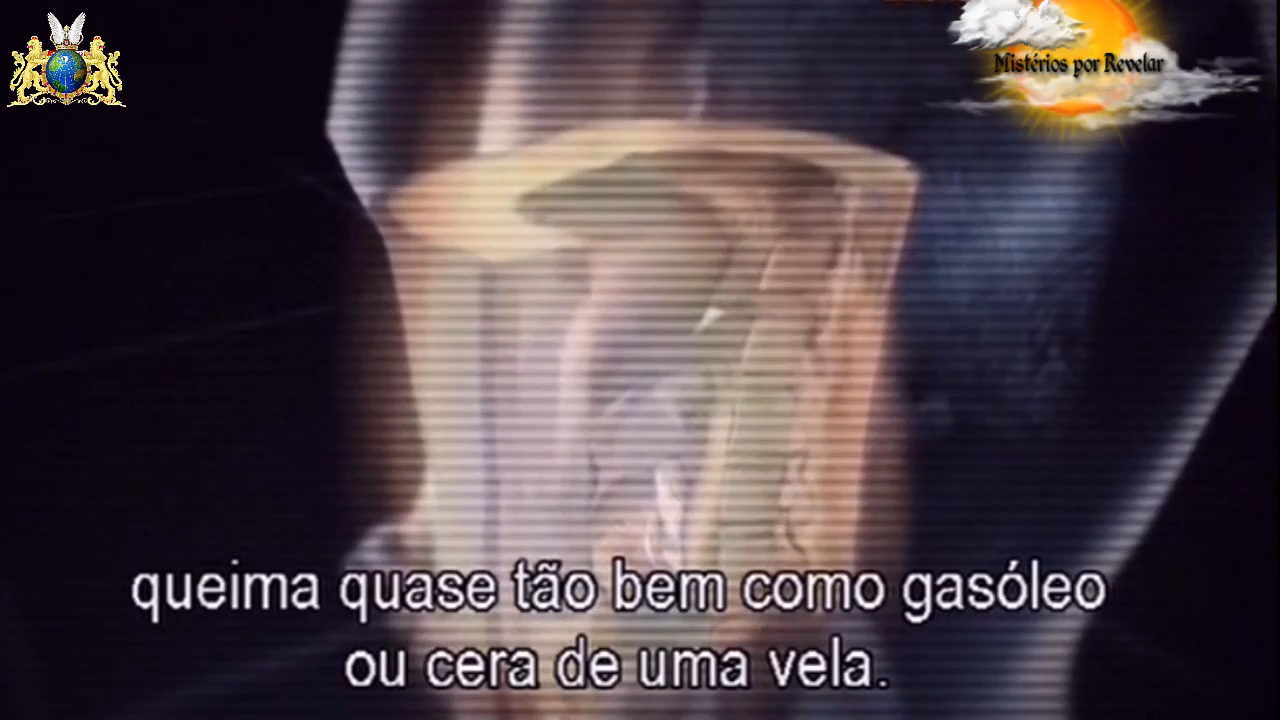 Mistérios por Revelar
queima quase tão bem como gasóleo
ou cera de uma vela.